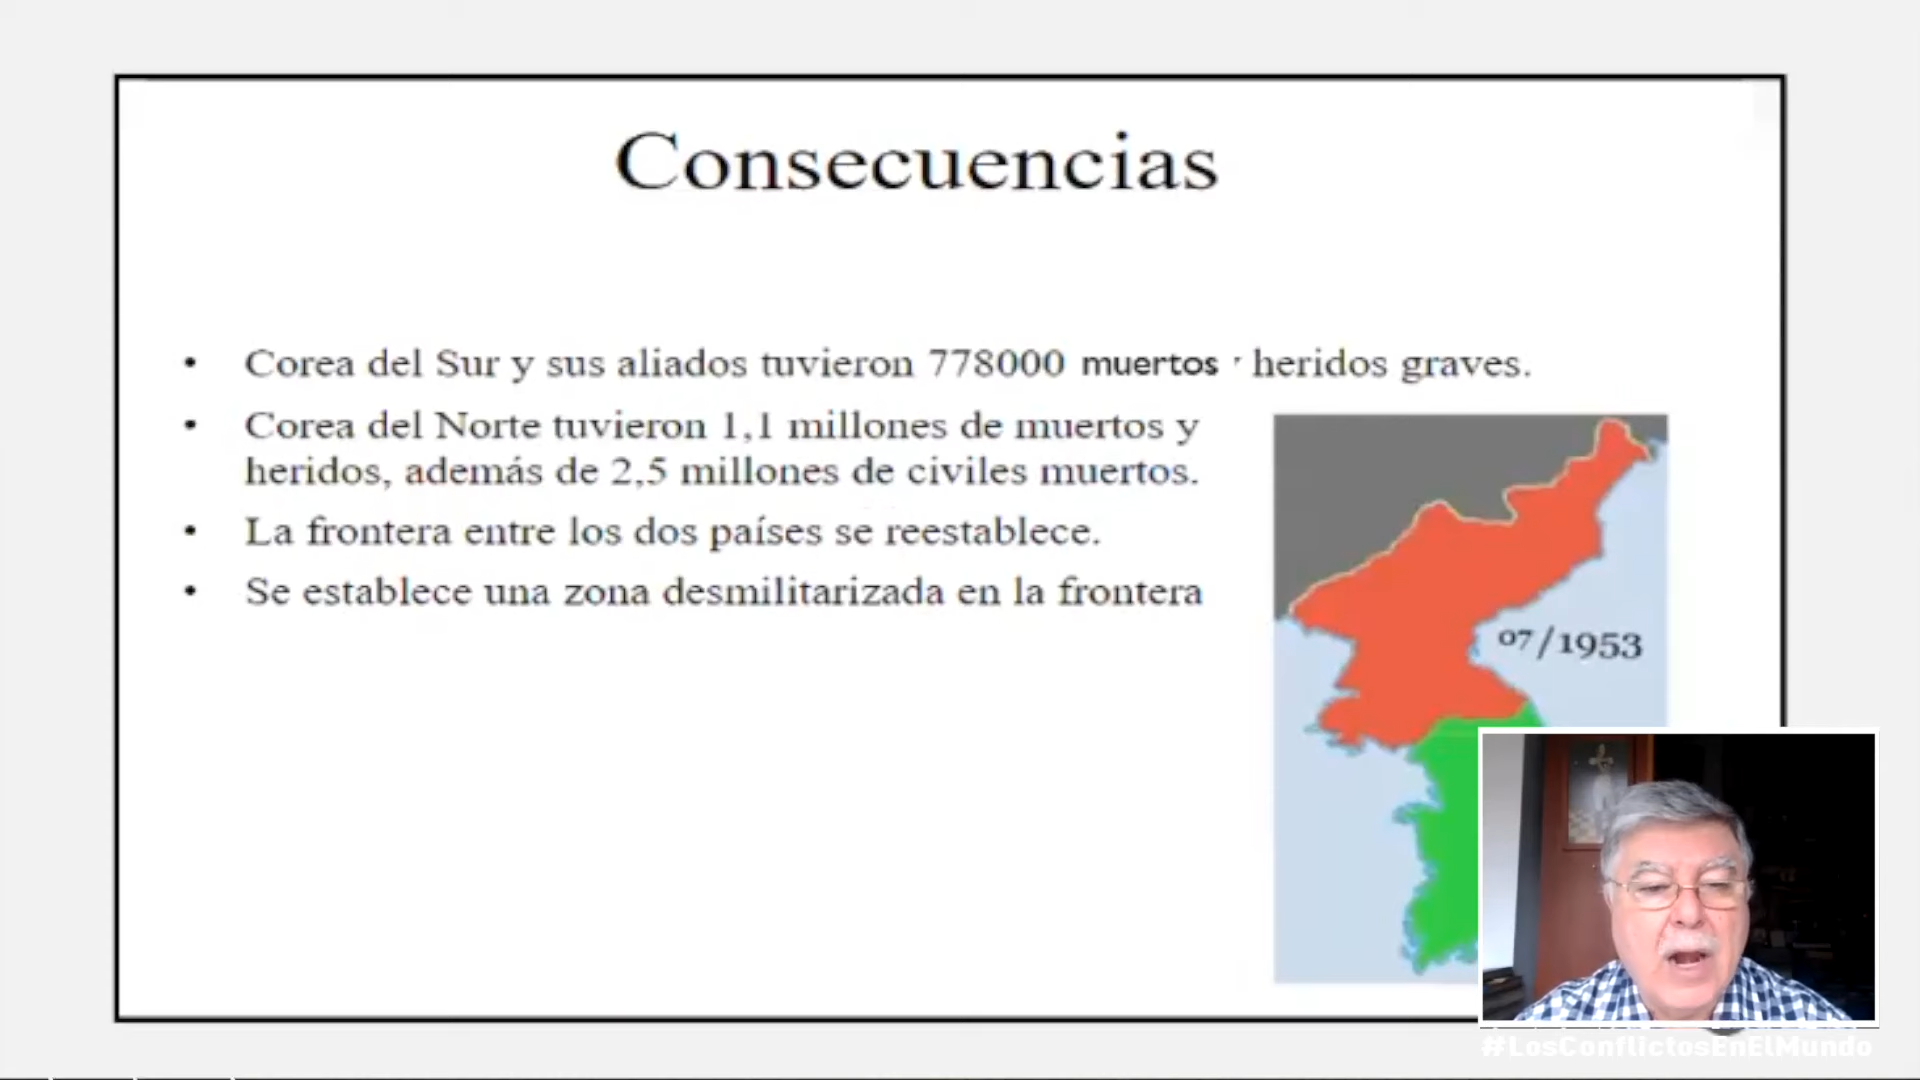 Consecuencias
• Corea del Sur y sus aliados tuvieron 778000 muertos heridos graves.
• Corea del Norte tuvieron 1,1 millones de muertos y
heridos, además de 2,5 millones de civiles muertos.
• La frontera entre los dos países se reestablece.
• Se establece una zona desmilitarizada en la frontera
07/1953
#LosConflictosEnElMundo